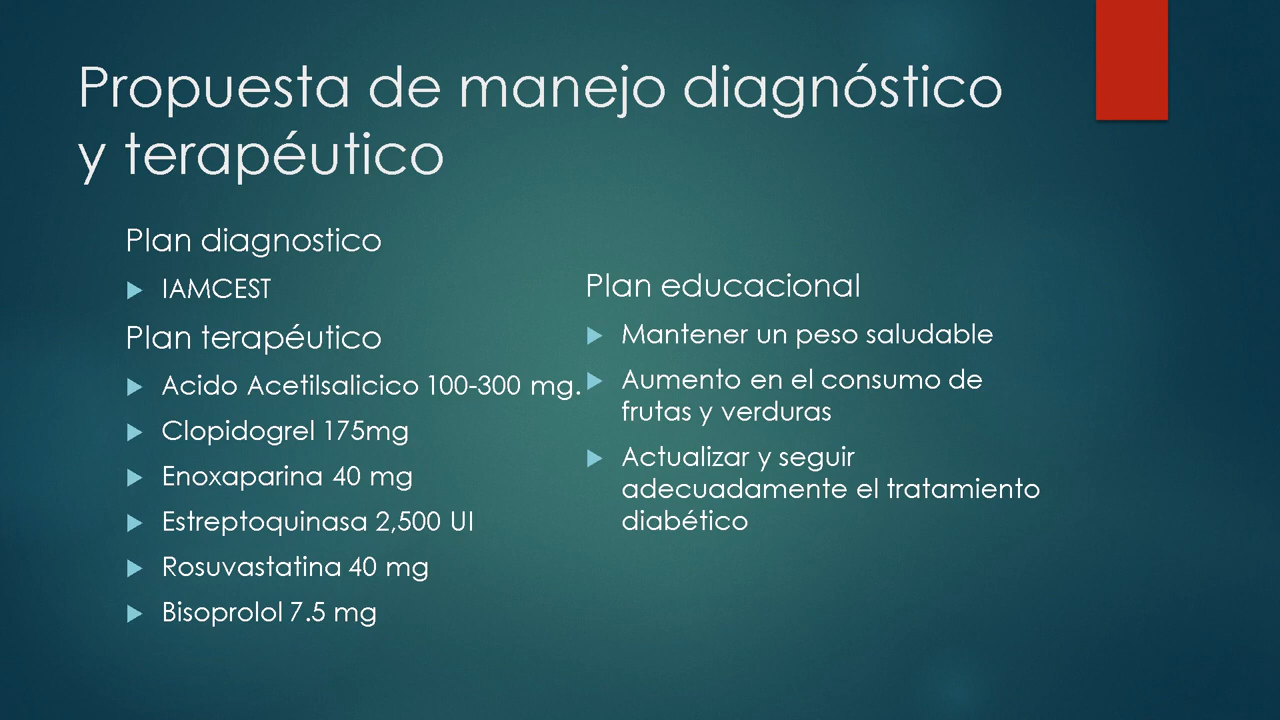 Propuesta de manejo diagnóstico
y terapéutico
Plan diagnostico
IAMCEST
Plan terapéutico
Acido Acetilsalicico 100-300 mg.
Clopidogrel 175mg
Enoxaparina 40 mg
Estreptoquinasa 2,500 UI
Rosuvastatina 40 mg
Bisoprolol 7.5 mg
Plan educacional
Mantener un peso saludable
Aumento en el consumo de
frutas y verduras
Actualizar y seguir
adecuadamente el tratamiento
diabético